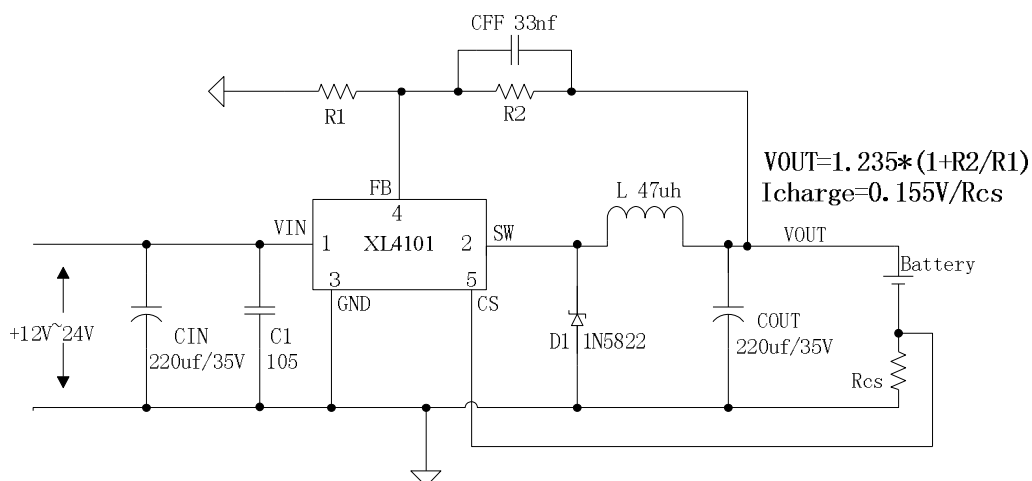 CFF 33nf
R1
R2
VOUT=1.235*(1+R2/R1)
Icharge=0.155V/Rcs
FB
4
L 47uh
VIN
1
XL4101
2
SW
VOUT
3
5
GND
CS
Battery
+12V~24V
CIN
220uf/35V
C1
105
D1
1N5822
COUT
220uf/35V
Rcs